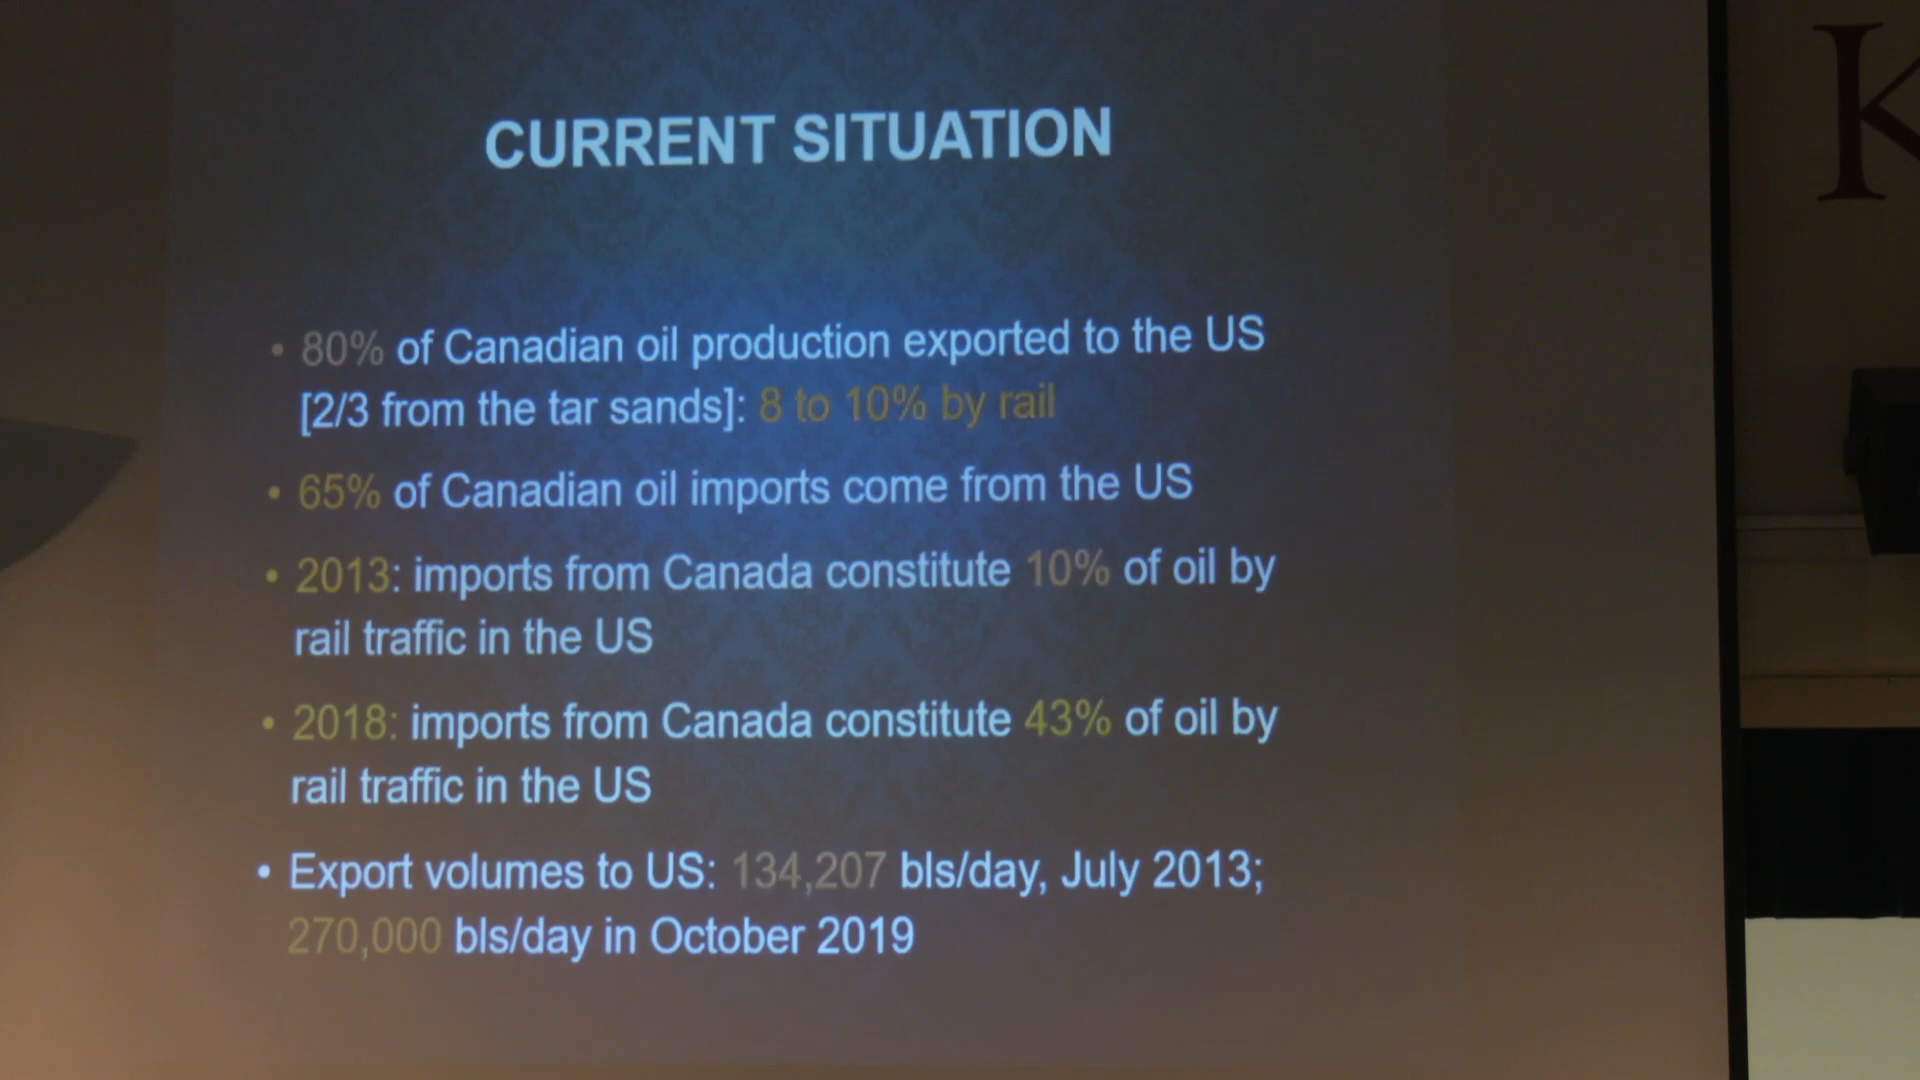 CURRENT SITUATION
• 80% of Canadian oil production exported to the US
[2/3 from the tar sands]: 8 to 10% by rail
• 65% of Canadian oil imports come from the US
• 2013: imports from Canada constitute 10% of oil by
rail traffic in the US
• 2018: imports from Canada constitute 43% of oil by
rail traffic in the US
• Export volumes to US: 134,207 bls/day, July 2013;
270,000 bls/day in October 2019
K